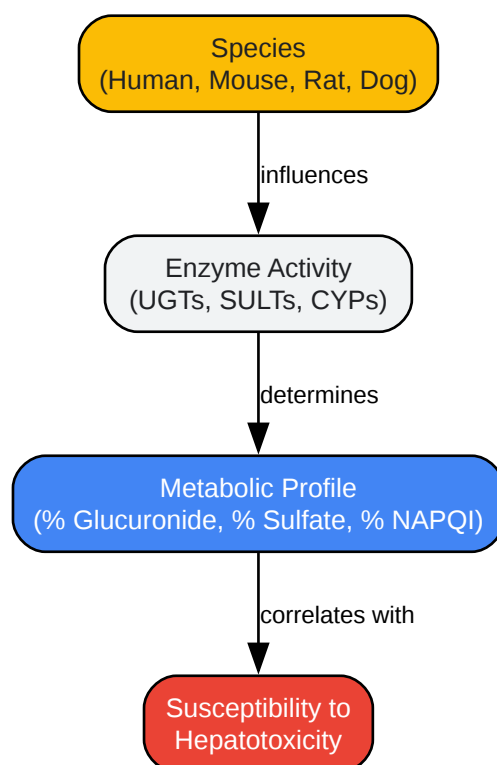 Species
(Human, Mouse, Rat, Dog)
influences
Enzyme Activity
(UGTs, SULTs, CYPs)
determines
Metabolic Profile
(% Glucuronide, % Sulfate, % NAPQI)
correlates with
Susceptibility to
Hepatotoxicity